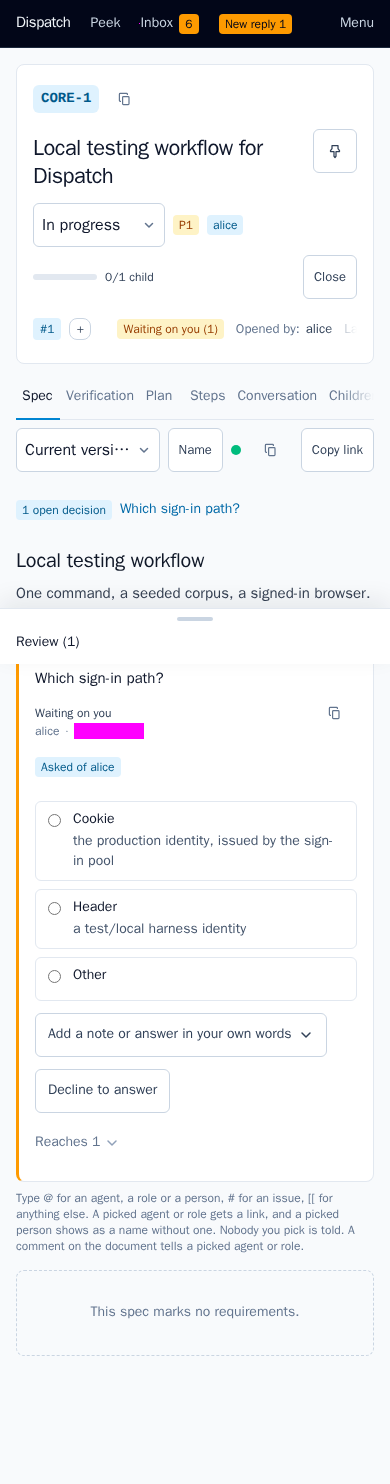 Dispatch Peek Inbox 6 New reply 1 Menu
CORE-1
Local testing workflow for
Dispatch
In progress P1 alice
0/1 child Close
#1 + Waiting on you (1) Opened by: alice
Spec Verification Plan Steps Conversation Childre
Current versi··· Name Copy link
1 open decision Which sign-in path?
Local testing workflow
One command, a seeded corpus, a signed-in browser.
Review (1)
Which sign-in path?
Waiting on you
alice ·
Asked of alice
Cookie
the production identity, issued by the sign-
in pool
Header
a test/local harness identity
Other
Add a note or answer in your own words
Decline to answer
Reaches 1
Type @ for an agent, a role or a person, # for an issue, [[ for
anything else. A picked agent or role gets a link, and a picked
person shows as a name without one. Nobody you pick is told. A
comment on the document tells a picked agent or role.
This spec marks no requirements.